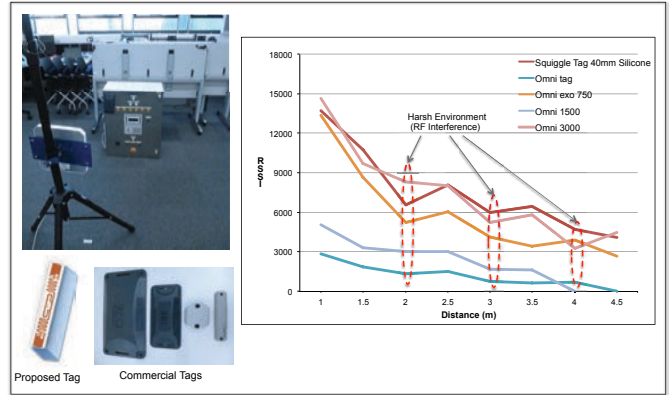 18000
15000
12000
9000
6000
3000
0
RSSI
1 1.5 2 2.5 3 3.5 4 4.5
Distance (m)
Squiggle Tag 40mm Silicone
Omni tag
Omni exo 750
Omni 1500
Omni 3000
Harsh Environment
(RF Interference)
Proposed Tag
Commercial Tags